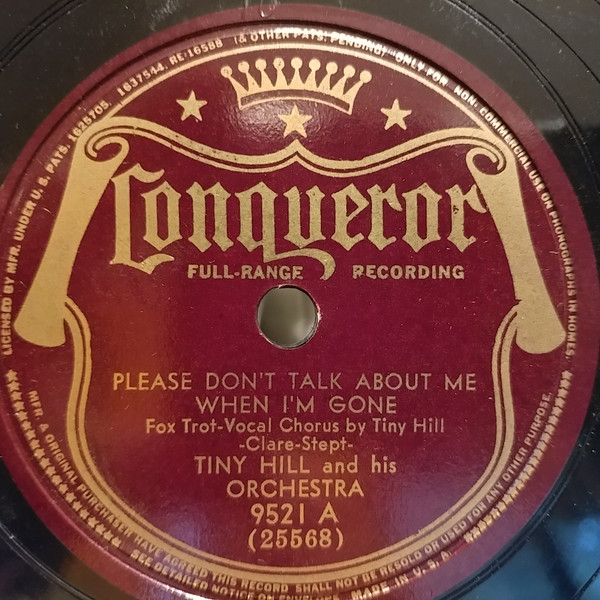 LICENSED BY MFR. UNDER U. S. PATS. 1625705, 1637544, RE: 16588 (& OTHER PATS. PENDING) "ONLY FOR NON-COMMERCIAL USE ON PHONOGRAPHS IN HOMES.
Conqueror
FULL-RANGE RECORDING
PLEASE DON'T TALK ABOUT ME
WHEN I'M GONE
Fox Trot-Vocal Chorus by Tiny Hill
-Clare-Stept-
TINY HILL and his
ORCHESTRA
9521 A
(25568)
MFR. & ORIGINAL PURCHASER HAVE AGREED THIS RECORD SHALL NOT BE RESOLD OR USED FOR ANY OTHER PURPOSE.
SEE DETAILED NOTICE ON ENVELOPE MADE IN U. S. A.